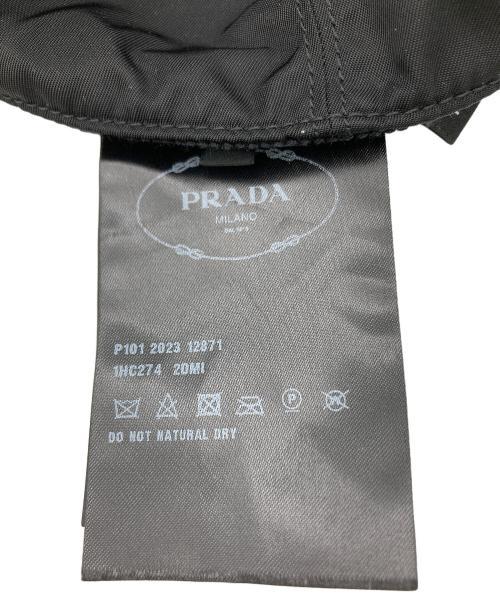 PRADA
MILANO
P101 2023 12871
1HC274 2DMI
P
DO NOT NATURAL DRY